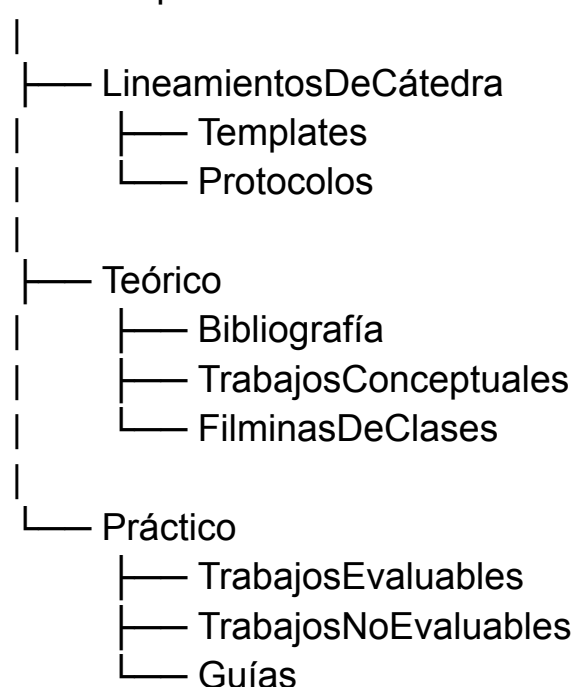 LineamientosDeCátedra
Templates
Protocolos
Teórico
Bibliografía
TrabajosConceptuales
FilminasDeClases
Práctico
TrabajosEvaluables
TrabajosNoEvaluables
Guías